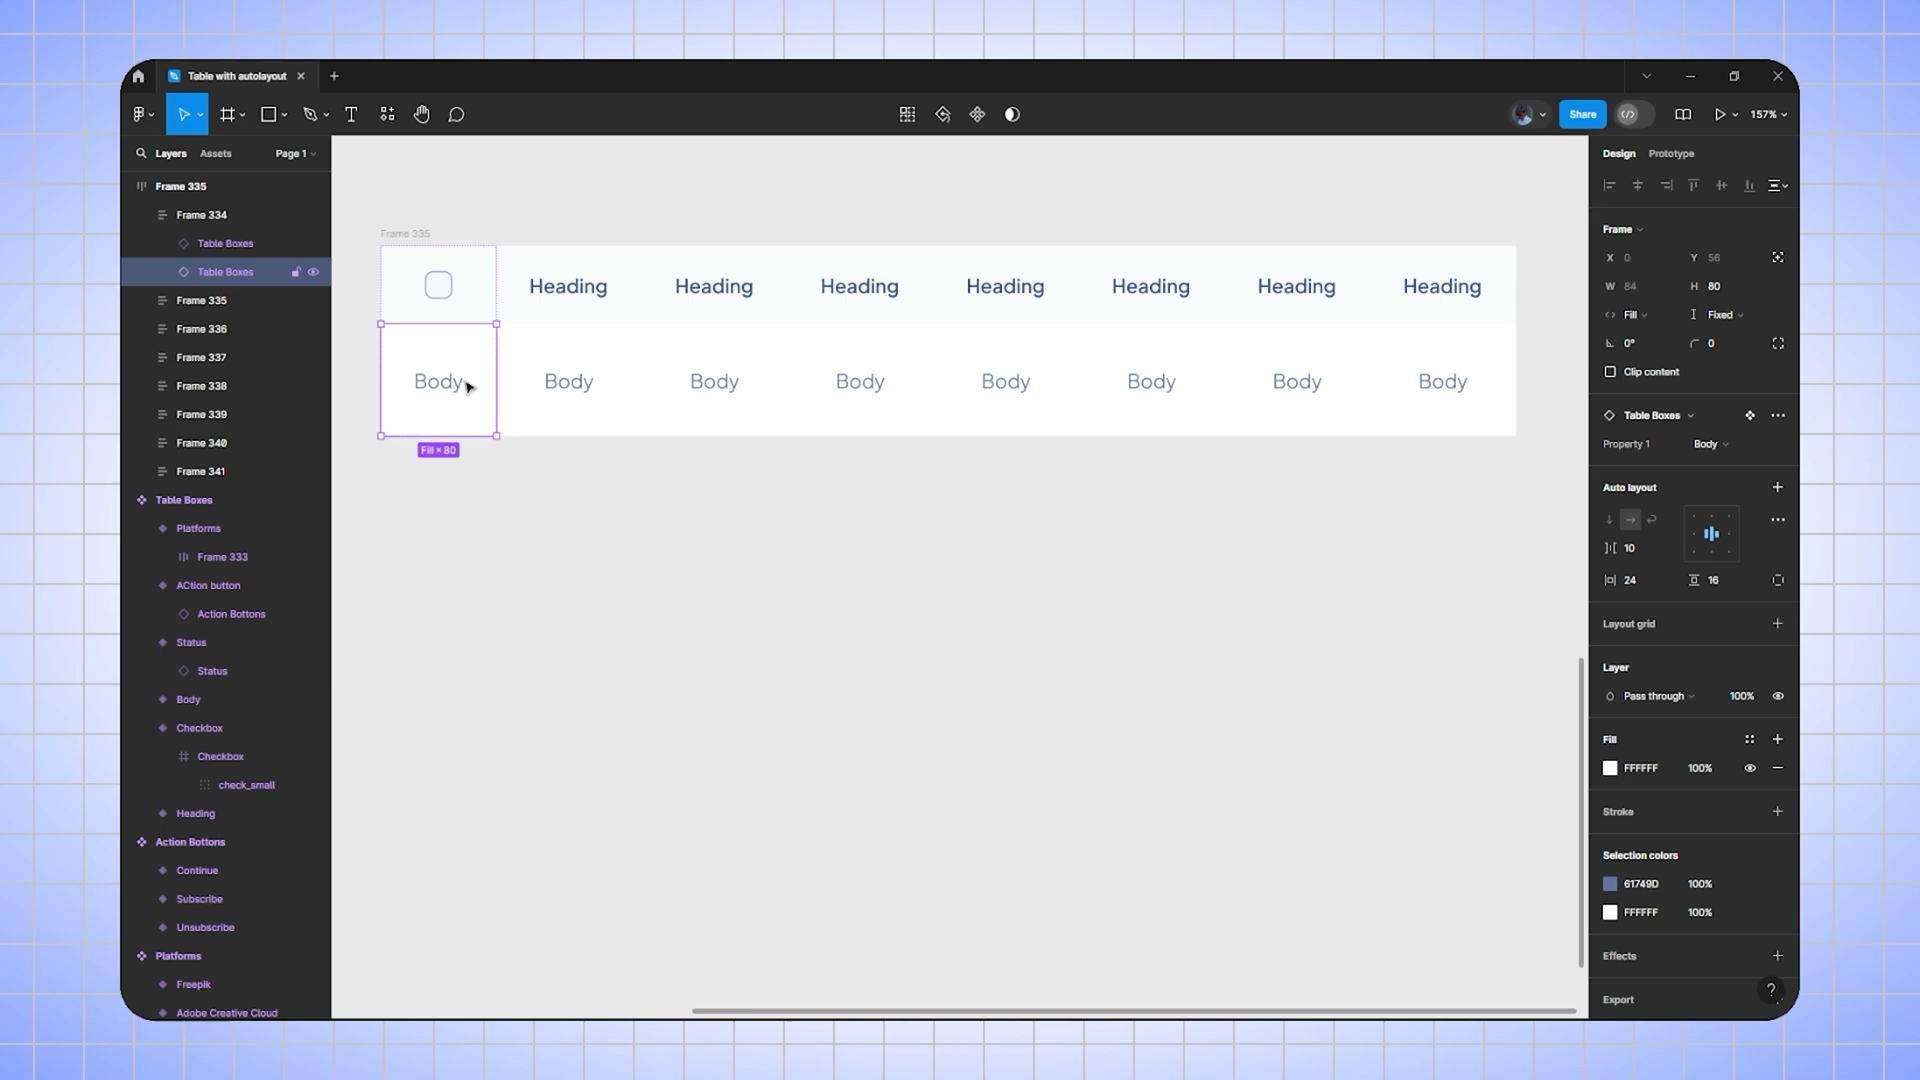 Table with autolayout
Share
157%
Layers Assets Page 1
Frame 335
Frame 334
Table Boxes
Table Boxes
Frame 335
Frame 336
Frame 337
Frame 338
Frame 339
Frame 340
Frame 341
Table Boxes
Platforms
Frame 333
ACtion button
Action Bottons
Status
Status
Body
Checkbox
Checkbox
check_small
Heading
Action Bottons
Continue
Subscribe
Unsubscribe
Platforms
Freepik
Adobe Creative Cloud
Frame 335
Heading Heading Heading Heading Heading Heading Heading
Body Body Body Body Body Body Body Body
Fill × 80
Design Prototype
Frame
X 0 Y 56
W 84 H 80
Fill Fixed
0° 0
Clip content
Table Boxes
Property 1 Body
Auto layout
10
24 16
Layout grid
Layer
Pass through 100%
Fill
FFFFFF 100%
Stroke
Selection colors
61749D 100%
FFFFFF 100%
Effects
Export
?